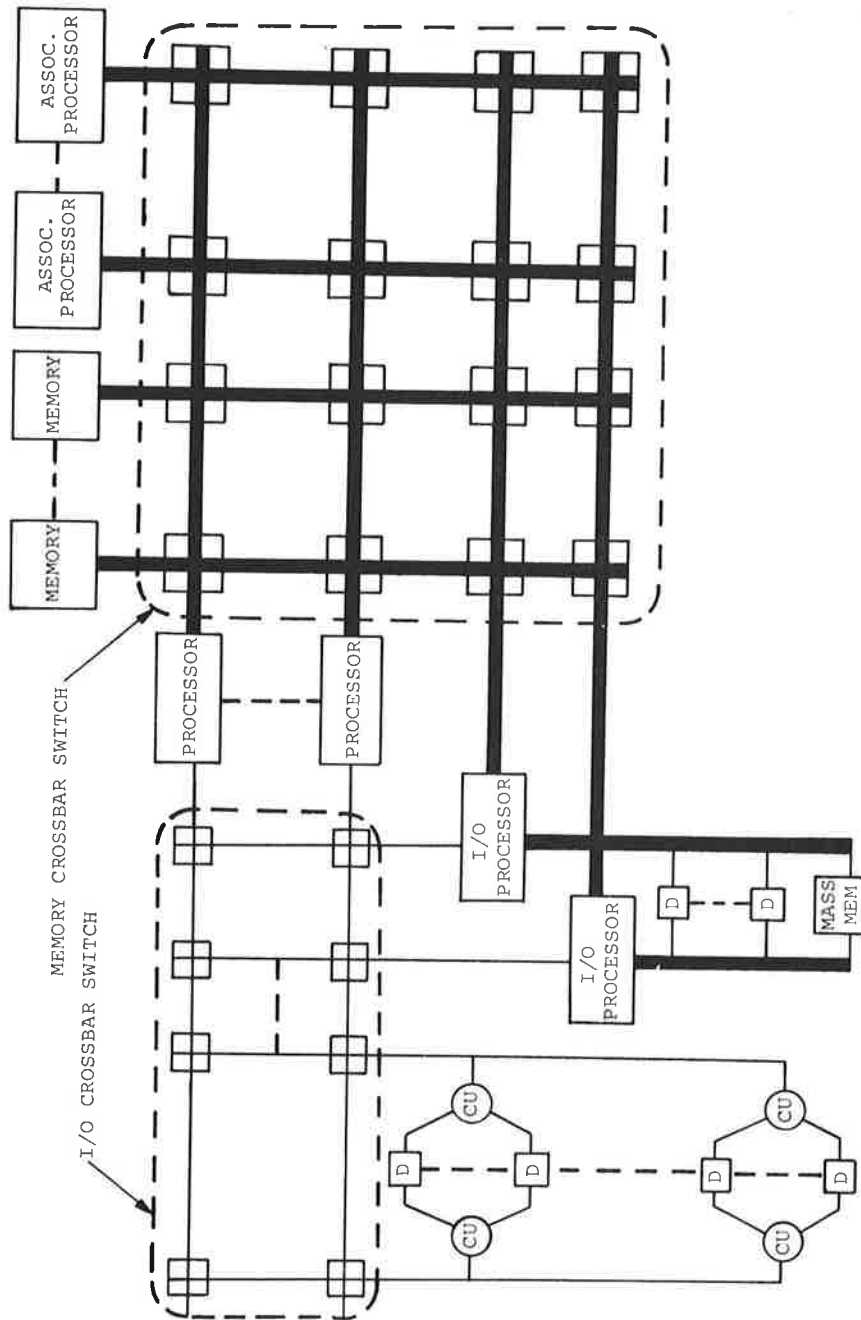 ASSOC.
PROCESSOR
ASSOC.
PROCESSOR
MEMORY
MEMORY
MEMORY CROSSBAR SWITCH
I/O CROSSBAR SWITCH
PROCESSOR
PROCESSOR
I/O
PROCESSOR
I/O
PROCESSOR
D
D
MASS
MEM
CU
D
D
CU
CU
D
D
CU